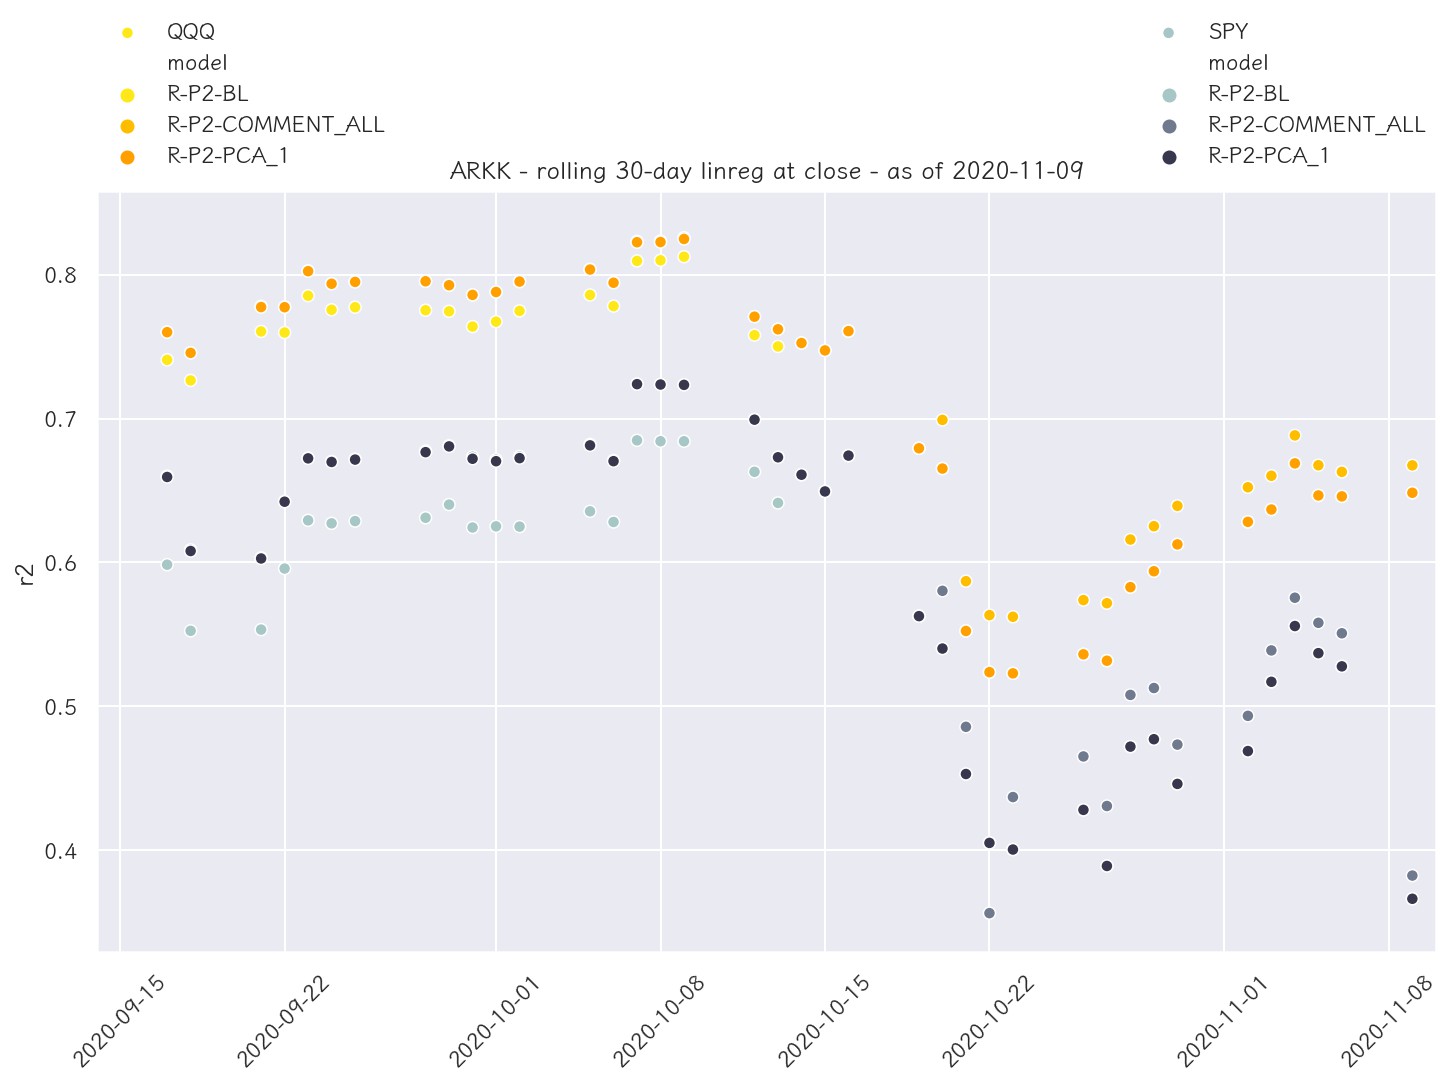 QQQ
model
R-P2-BL
R-P2-COMMENT_ALL
R-P2-PCA_1
SPY
model
R-P2-BL
R-P2-COMMENT_ALL
R-P2-PCA_1
ARKK - rolling 30-day linreg at close - as of 2020-11-09
0.8
0.7
0.6
0.5
0.4
r2
2020-09-15
2020-09-22
2020-10-01
2020-10-08
2020-10-15
2020-10-22
2020-11-01
2020-11-08